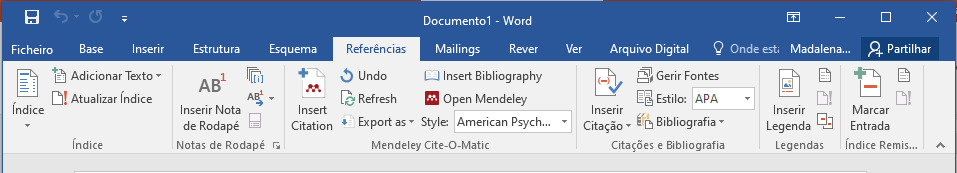 Documento1 - Word
Ficheiro Base Inserir Estrutura Esquema Referências Mailings Rever Ver Arquivo Digital Onde está Madalena... Partilhar
Índice
Adicionar Texto
Atualizar Índice
Índice
AB1
Inserir Nota
de Rodapé
AB
Notas de Rodapé
Insert
Citation
Undo
Refresh
Export as
Insert Bibliography
Open Mendeley
Style: American Psych...
Mendeley Cite-O-Matic
Inserir
Citação
Gerir Fontes
Estilo: APA
Bibliografia
Citações e Bibliografia
Inserir
Legenda
Legendas
Marcar
Entrada
Índice Remis...